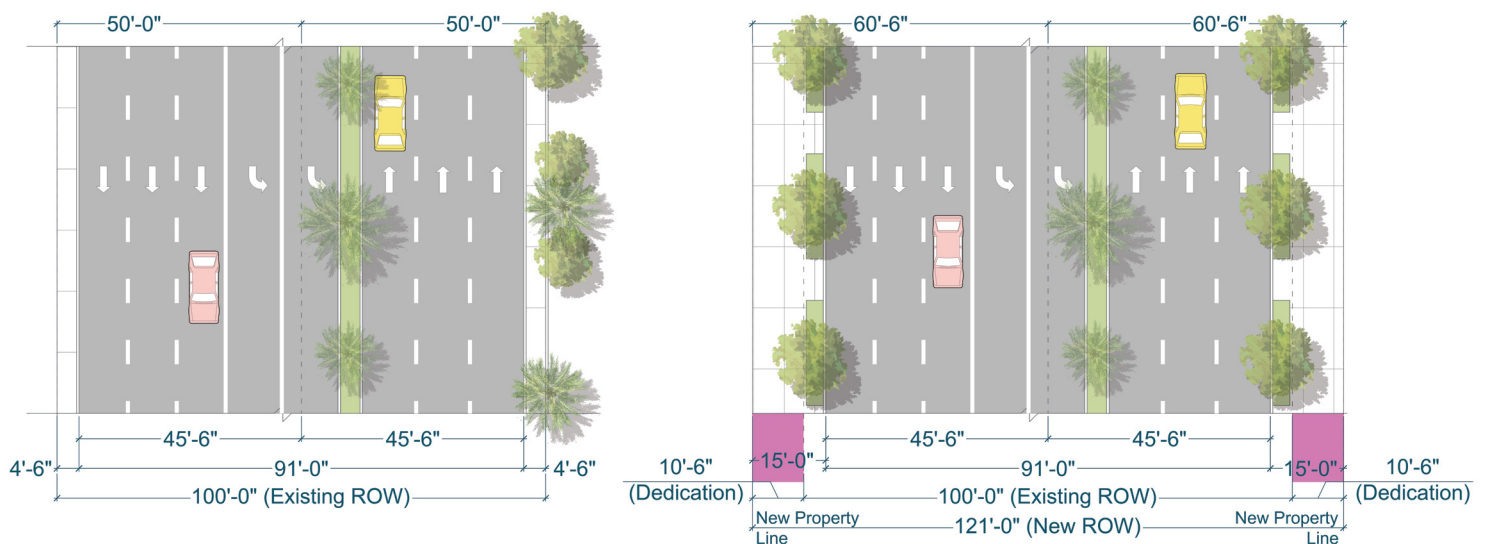 50'-0"
50'-0"
45'-6"
45'-6"
4'-6"
91'-0"
4'-6"
100'-0" (Existing ROW)
60'-6"
60'-6"
45'-6"
45'-6"
10'-6"
(Dedication)
15'-0"
91'-0"
15'-0"
10'-6"
(Dedication)
100'-0" (Existing ROW)
New Property
Line
121'-0" (New ROW)
New Property
Line